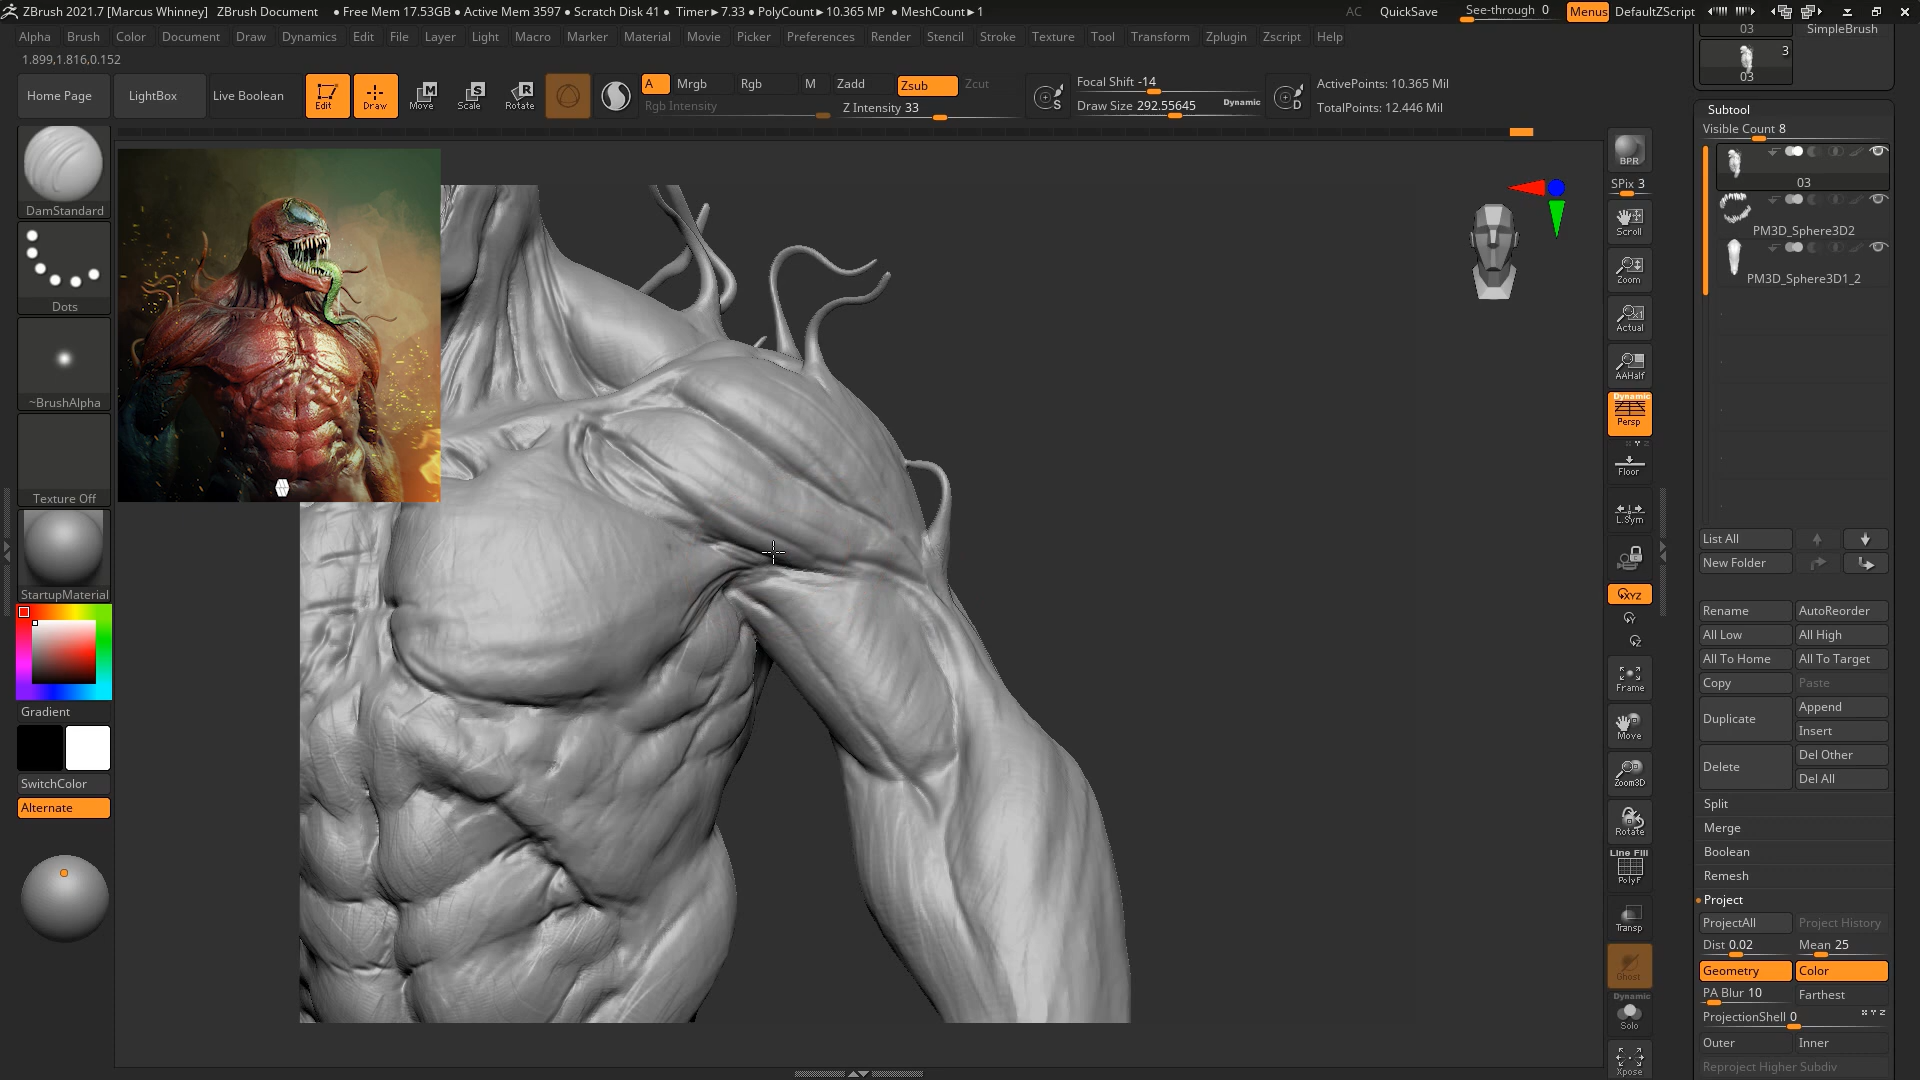 ZBrush 2021.7 [Marcus Whinney] ZBrush Document ● Free Mem 17.53GB ● Active Mem 3597 ● Scratch Disk 41 ● Timer►7.33 ● PolyCount►10.365 MP ● MeshCount►1 AC QuickSave See-through 0 Menus DefaultZScript
Alpha Brush Color Document Draw Dynamics Edit File Layer Light Macro Marker Material Movie Picker Preferences Render Stencil Stroke Texture Tool Transform Zplugin Zscript Help
03 SimpleBrush
1.899,1.816,0.152
3
03
Home Page LightBox Live Boolean Edit Draw Move Scale Rotate
M S R
A Mrgb Rgb M Zadd Zsub Zcut
Rgb Intensity Z Intensity 33
S Focal Shift -14
Draw Size 292.55645 Dynamic
D ActivePoints: 10.365 Mil
TotalPoints: 12.446 Mil
DamStandard
Dots
~BrushAlpha
Texture Off
StartupMaterial
Gradient
SwitchColor
Alternate
BPR
SPix 3
Scroll
Zoom
Actual
AAHalf
Dynamic
Persp
Floor
L.Sym
XYZ
Y
Z
Frame
Move
Zoom3D
Rotate
Line Fill
PolyF
Transp
Ghost
Dynamic
Solo
Xpose
Subtool
Visible Count 8
03
PM3D_Sphere3D2
PM3D_Sphere3D1_2
List All
New Folder
Rename AutoReorder
All Low All High
All To Home All To Target
Copy Paste
Duplicate Append
Insert
Delete Del Other
Del All
Split
Merge
Boolean
Remesh
Project
ProjectAll Project History
Dist 0.02 Mean 25
Geometry Color
PA Blur 10 Farthest
ProjectionShell 0 X Y Z
Outer Inner
Reproject Higher Subdiv